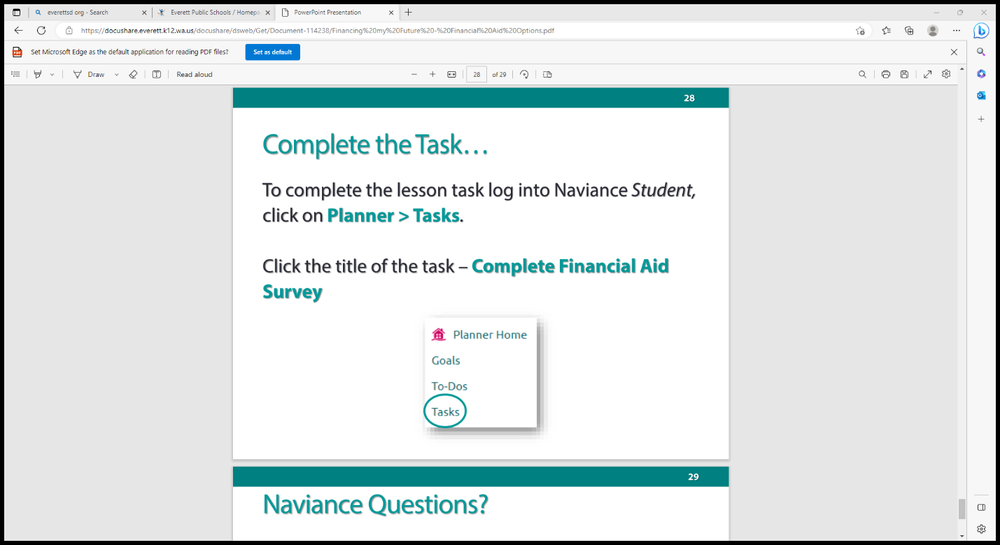 everettsd org - Search
Everett Public Schools / Homepa
PowerPoint Presentation
https://docushare.everett.k12.wa.us/docushare/dsweb/Get/Document-114238/Financing%20my%20Future%20-%20Financial%20Aid%20Options.pdf
PDF
Set Microsoft Edge as the default application for reading PDF files?
Set as default
Draw
Read aloud
28
of 29
28
Complete the Task…
To complete the lesson task log into Naviance Student,
click on Planner > Tasks.
Click the title of the task – Complete Financial Aid
Survey
Planner Home
Goals
To-Dos
Tasks
29
Naviance Questions?